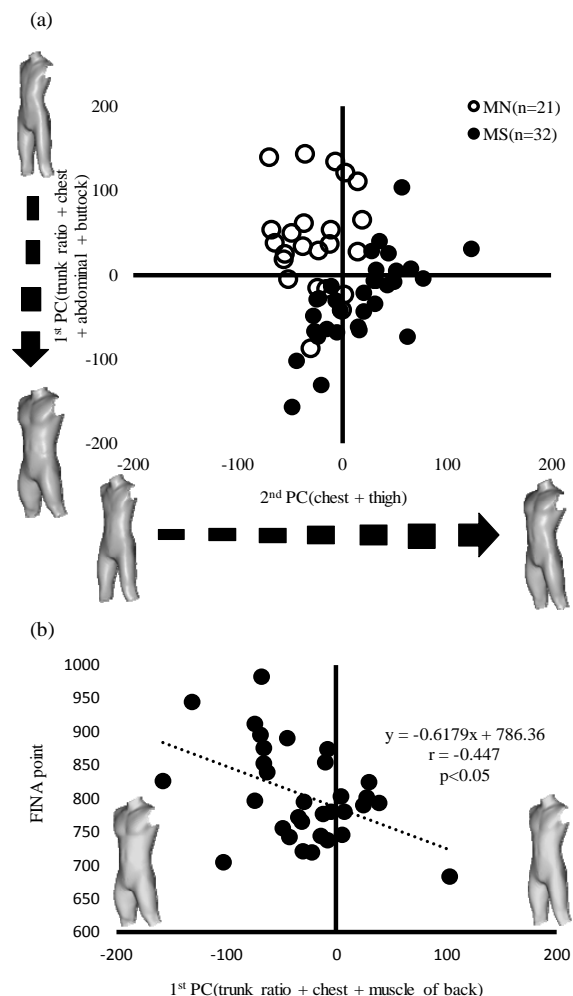 (a)
MN(n=21)
MS(n=32)
200
100
0
-100
-200
1st PC(trunk ratio + chest
+ abdominal + buttock)
-200
-100
0
100
200
2nd PC(chest + thigh)
(b)
1000
950
900
850
800
750
700
650
600
FINA point
y = -0.6179x + 786.36
r = -0.447
p<0.05
-200
-100
0
100
200
1st PC(trunk ratio + chest + muscle of back)